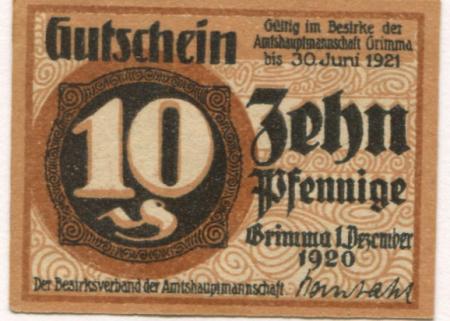 Gutschein
Gültig im Bezirke der
Amtshauptmannschaft Grimma
bis 30. Juni 1921
10
Zehn
Pfennige
Grimma 1. Dezember
1920
Der Bezirksverband der Amtshauptmannschaft